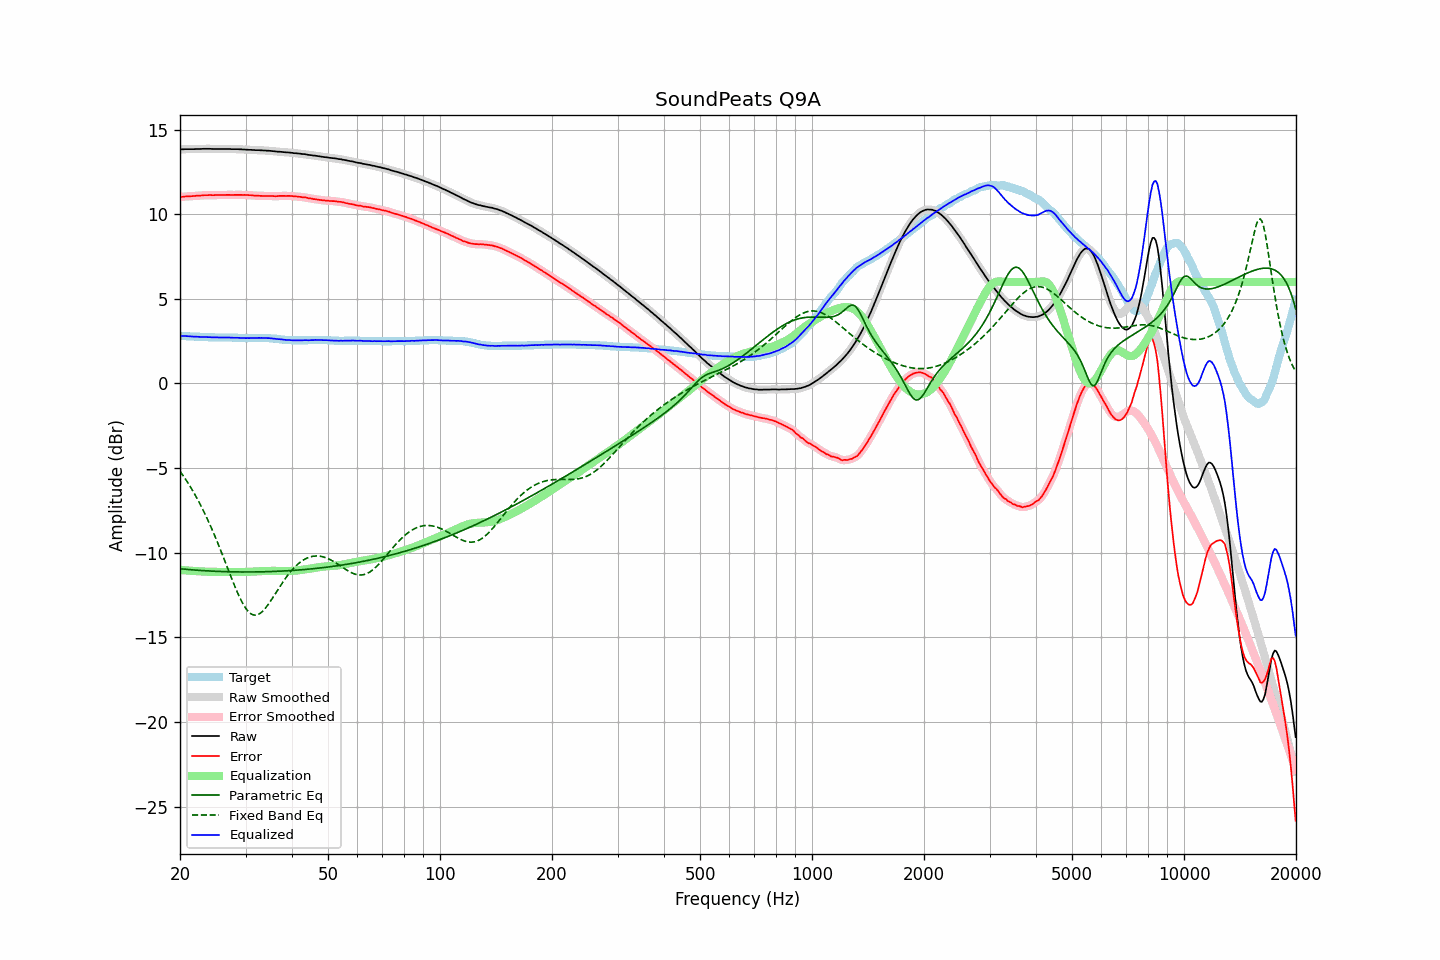 SoundPeats Q9A
Amplitude (dBr)
15
10
5
0
−5
−10
−15
−20
−25
Target
Raw Smoothed
Error Smoothed
Raw
Error
Equalization
Parametric Eq
Fixed Band Eq
Equalized
20 50 100 200 500 1000 2000 5000 10000 20000
Frequency (Hz)